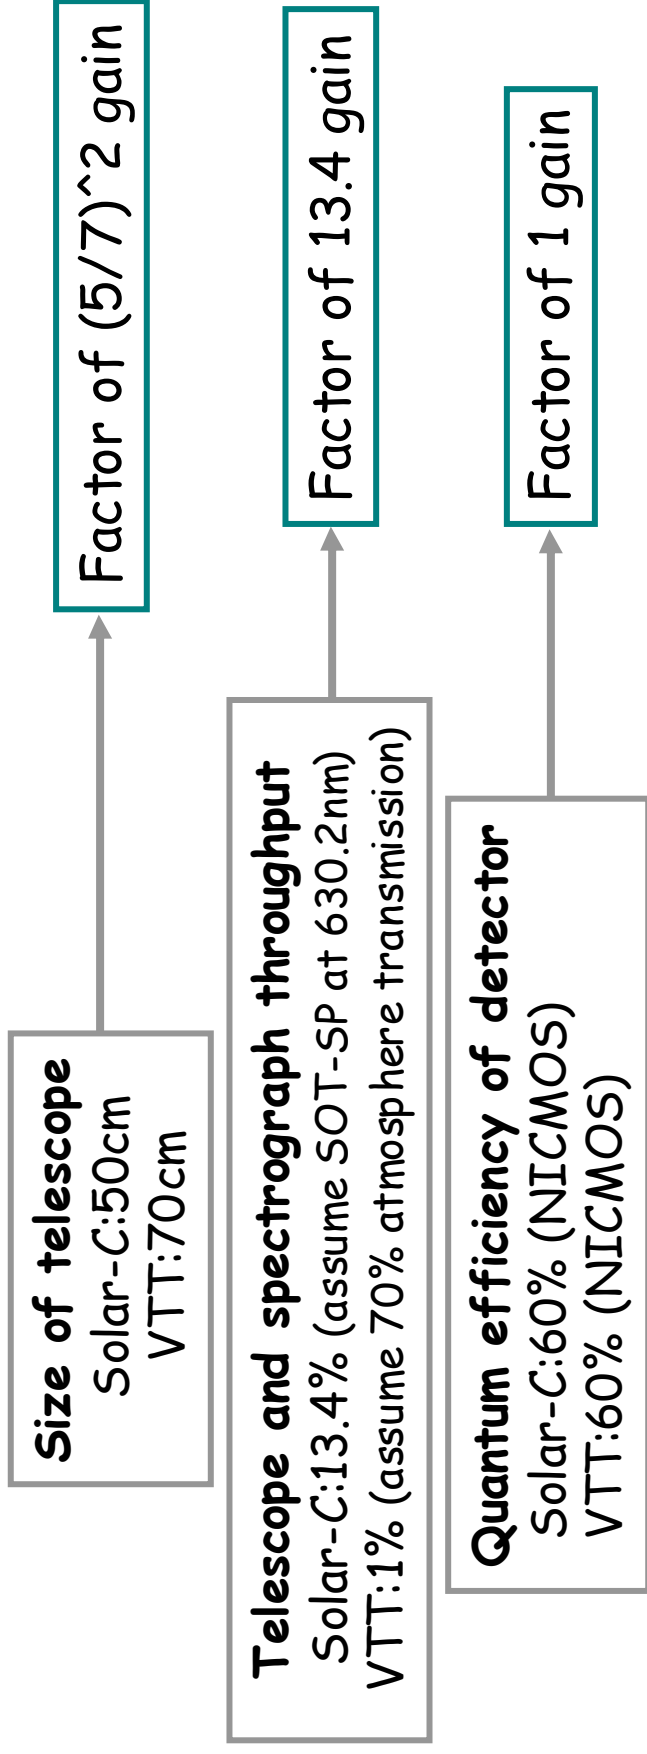 Size of telescope
Solar-C:50cm
VTT:70cm
Factor of (5/7)^2 gain
Telescope and spectrograph throughput
Solar-C:13.4% (assume SOT-SP at 630.2nm)
VTT:1% (assume 70% atmosphere transmission)
Factor of 13.4 gain
Quantum efficiency of detector
Solar-C:60% (NICMOS)
VTT:60% (NICMOS)
Factor of 1 gain